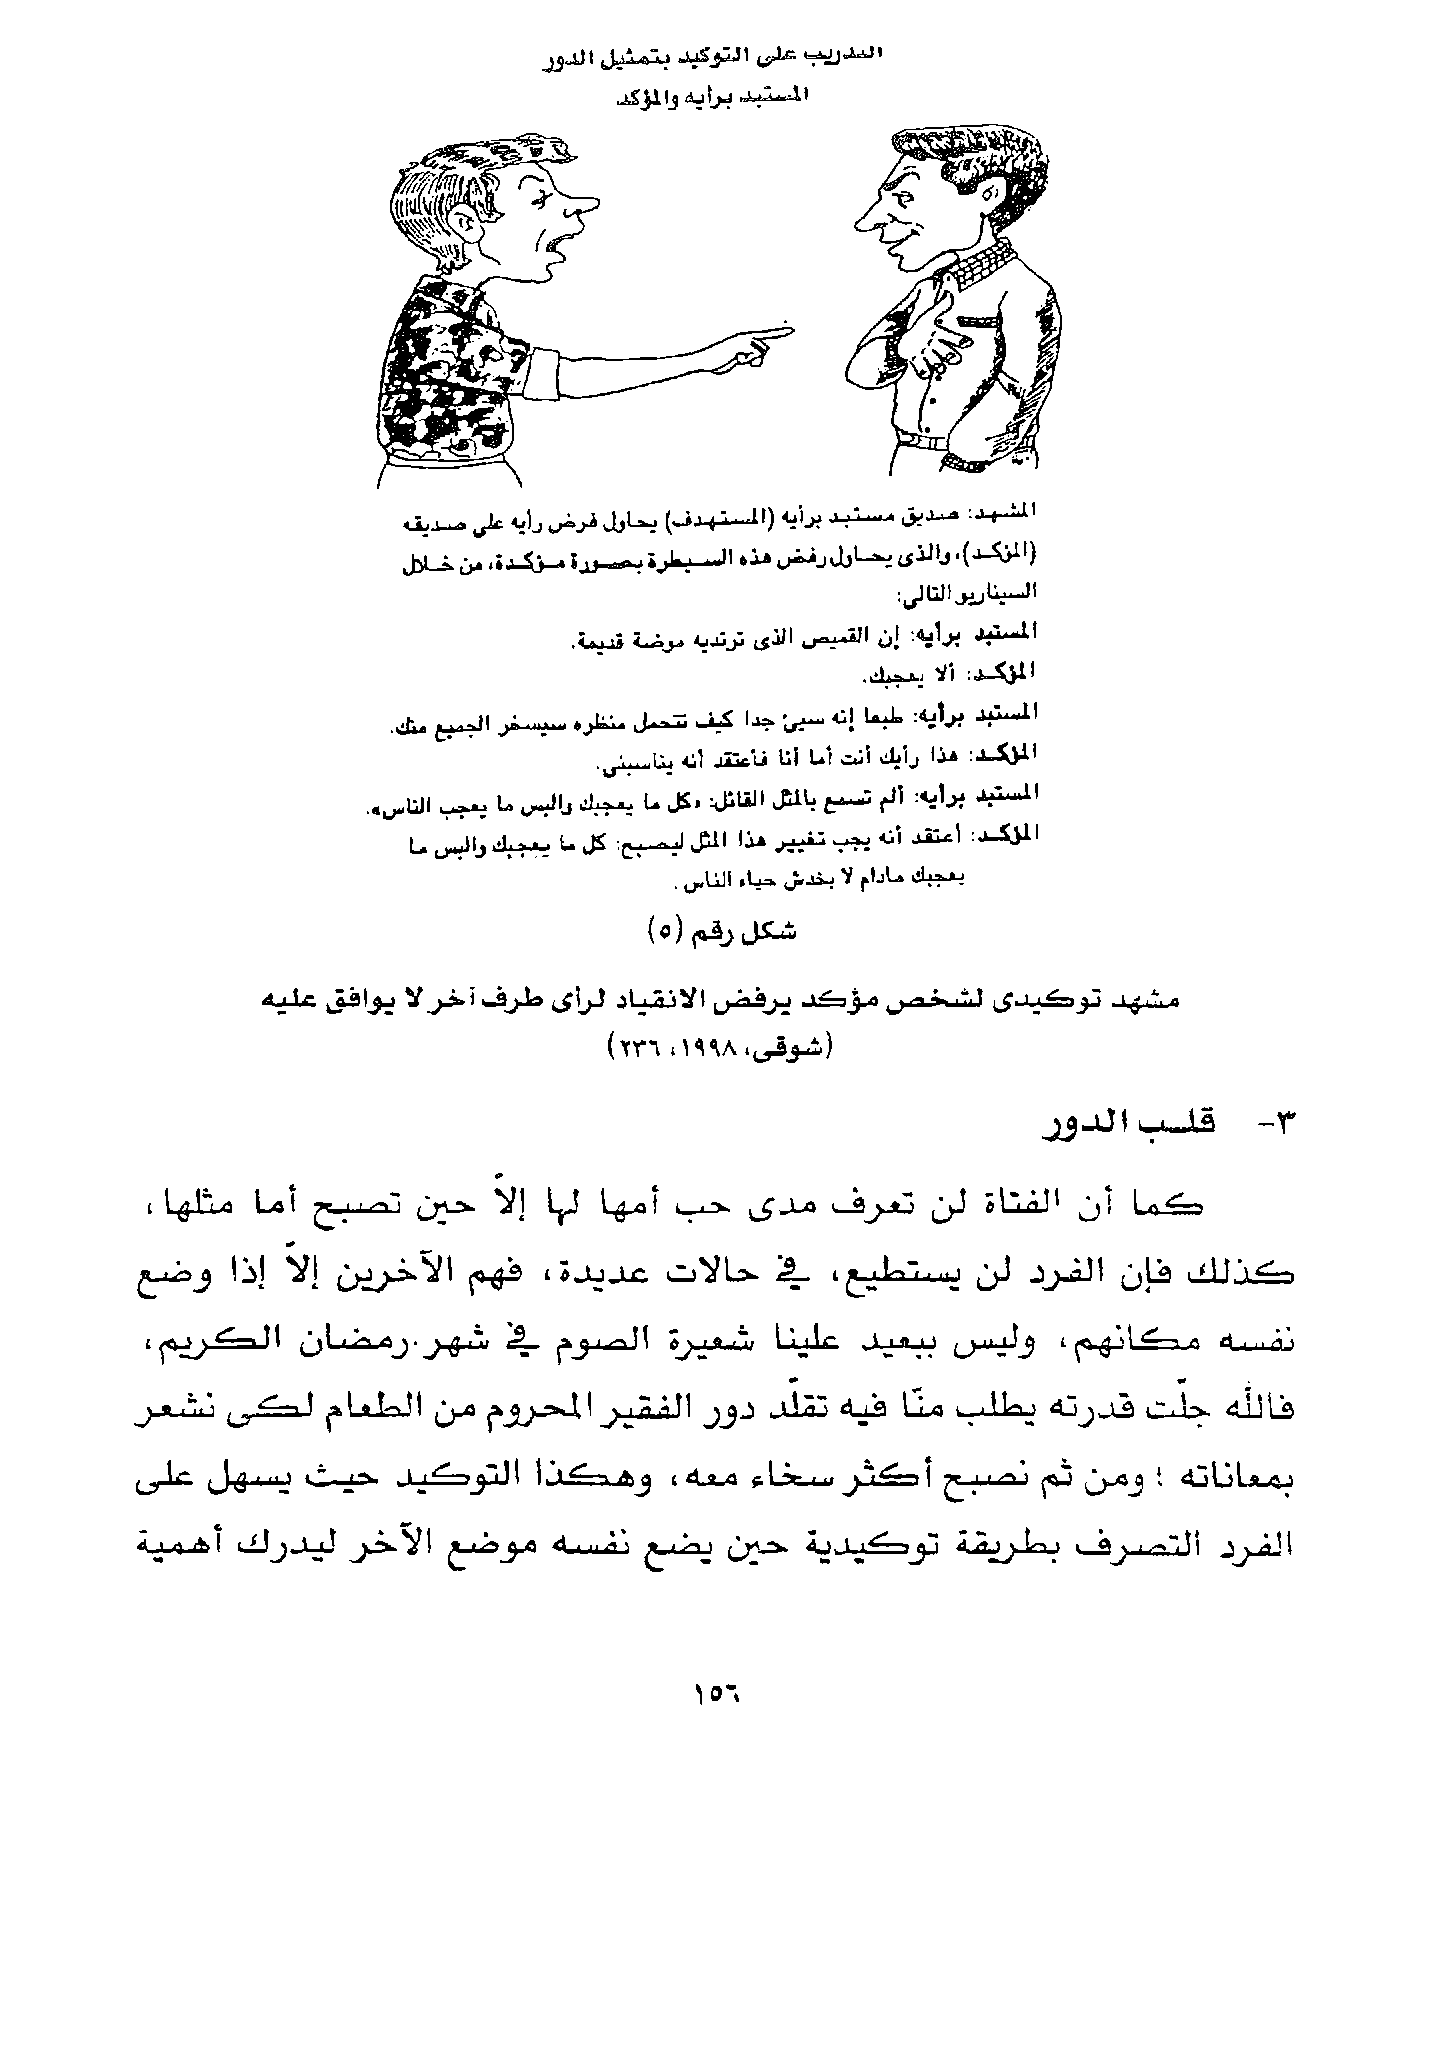 التدريب على التوكيد بتمثيل الدور
المستبد برأيه والمؤكد
المشهد: صديق مستبد برأيه (المستهدف) يحاول فرض رأيه على صديقه
(المؤكد)، والذى يحاول رفض هذه السيطرة بصورة مؤكدة، من خلال
السيناريو التالى:
المستبد برأيه: إن القميص الذى ترتديه موضة قديمة.
المؤكد: ألا يعجبك.
المستبد برأيه: طبعا إنه سيئ جدا كيف تتحمل منظره سيسخر الجميع منك.
المؤكد: هذا رأيك أنت أما أنا فأعتقد أنه يناسبنى.
المستبد برأيه: ألم تسمع بالمثل القائل: «كل ما يعجبك والبس ما يعجب الناس».
المؤكد: أعتقد أنه يجب تغيير هذا المثل ليصبح: كل ما يعجبك والبس ما
يعجبك مادام لا يخدش حياء الناس.
شكل رقم (٥)
مشهد توكيدى لشخص مؤكد يرفض الانقياد لرأى طرف آخر لا يوافق عليه
(شوقى، ١٩٩٨، ٢٣٦)
٣- قلب الدور
كما أن الفتاة لن تعرف مدى حب أمها لها إلاّ حين تصبح أما مثلها،
كذلك فإن الفرد لن يستطيع، في حالات عديدة، فهم الآخرين إلاّ إذا وضع
نفسه مكانهم، وليس ببعيد علينا شعيرة الصوم في شهر رمضان الكريم،
فالله جلّت قدرته يطلب منّا فيه تقلّد دور الفقير المحروم من الطعام لكى نشعر
بمعاناته ؛ ومن ثم نصبح أكثر سخاء معه، وهكذا التوكيد حيث يسهل على
الفرد التصرف بطريقة توكيدية حين يضع نفسه موضع الآخر ليدرك أهمية
١٥٦